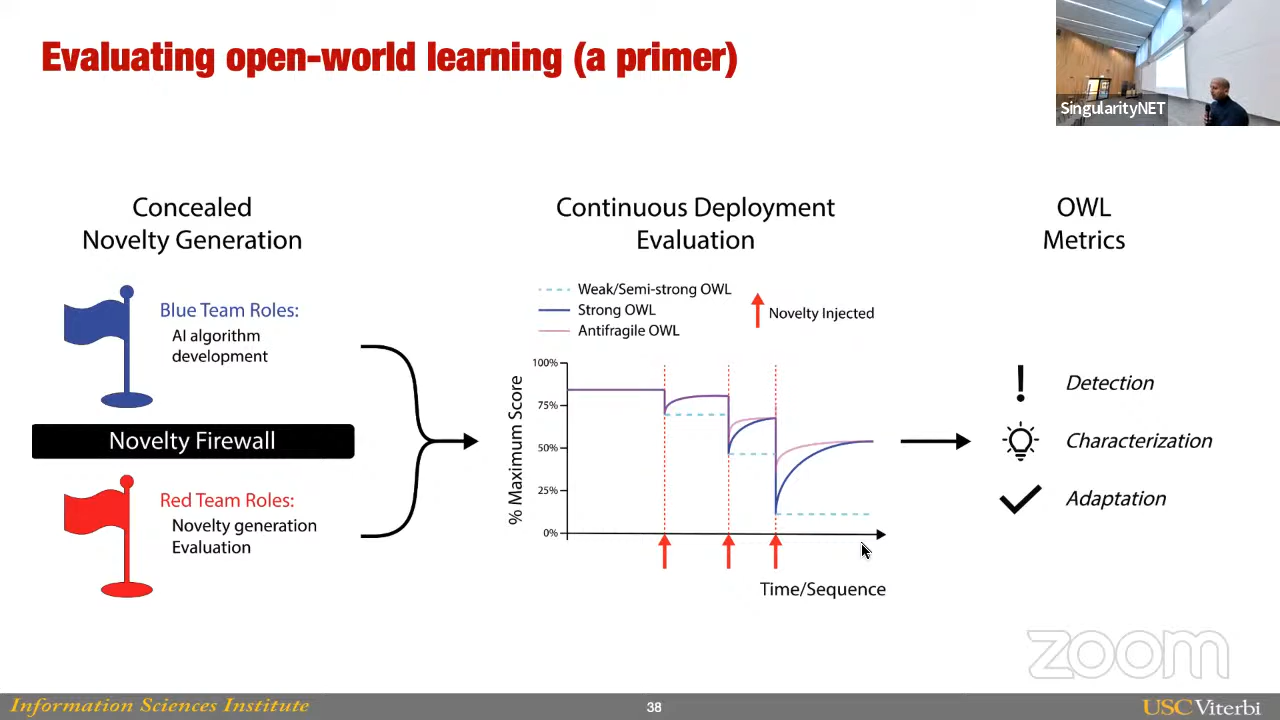 Evaluating open-world learning (a primer)
SingularityNET
Concealed
Novelty Generation
Blue Team Roles:
AI algorithm
development
Novelty Firewall
Red Team Roles:
Novelty generation
Evaluation
Continuous Deployment
Evaluation
Weak/Semi-strong OWL
Strong OWL
Antifragile OWL
Novelty Injected
% Maximum Score
100%
75%
50%
25%
0%
Time/Sequence
OWL
Metrics
Detection
Characterization
Adaptation
zoom
Information Sciences Institute
38
USC Viterbi